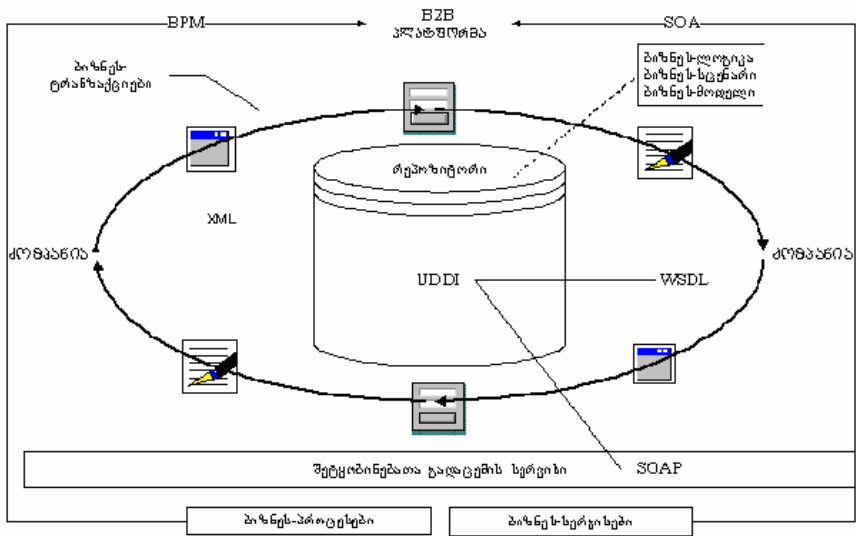 BPM
B2B
პლატფორმა
SOA
ბიზნეს-
ტრანზაქციები
ბიზნეს-ლოგიკა
ბიზნეს-სცენარი
ბიზნეს-მოდელი
რეპოზიტორი
XML
კომპანია
კომპანია
UDDI
WSDL
შეტყობინებათა გადაცემის სერვისი
SOAP
ბიზნეს-პროცესები
ბიზნეს-სერვისები